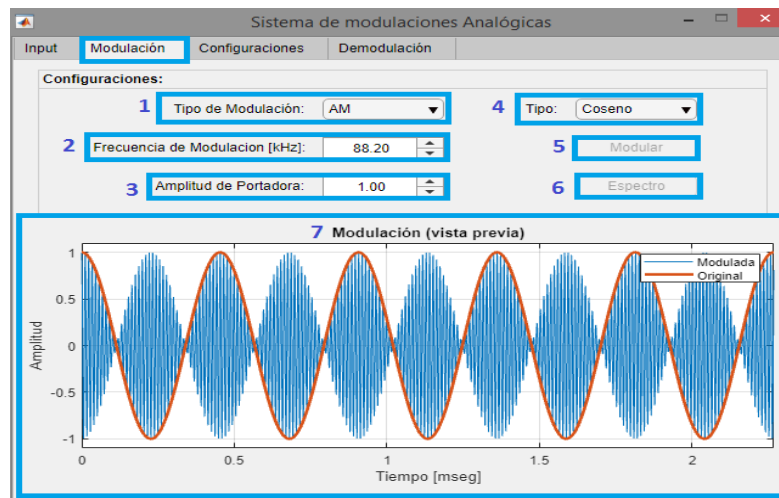 Sistema de modulaciones Analógicas
Input Modulación Configuraciones Demodulación
Configuraciones:
1 Tipo de Modulación: AM 4 Tipo: Coseno
2 Frecuencia de Modulacion [kHz]: 88.20 5 Modular
3 Amplitud de Portadora: 1.00 6 Espectro
7 Modulación (vista previa)
Modulada
Original
Amplitud
1
0.5
0
-0.5
-1
0 0.5 1 1.5 2
Tiempo [mseg]